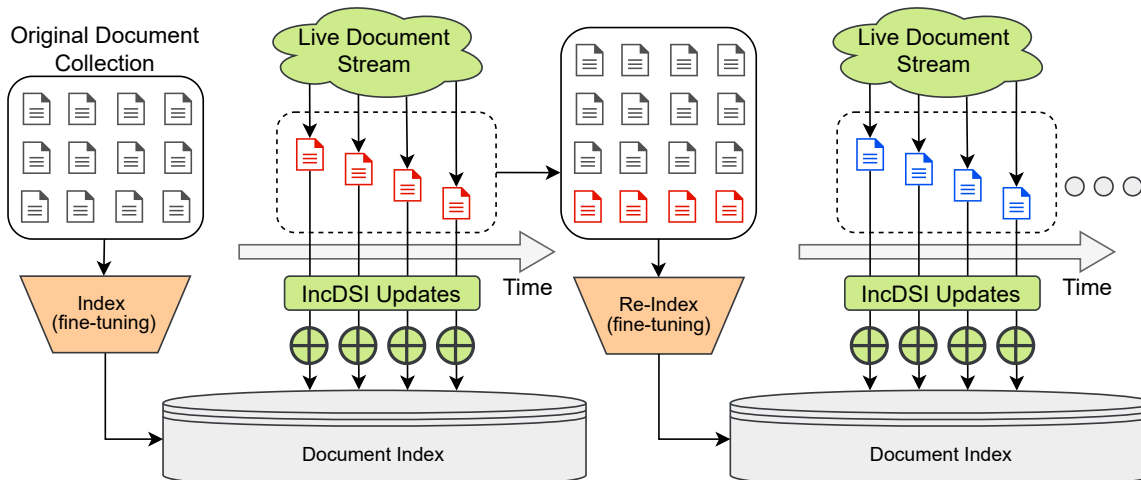 Original Document
Collection
Index
(fine-tuning)
Live Document
Stream
Time
IncDSI Updates
Document Index
Re-Index
(fine-tuning)
Live Document
Stream
Time
IncDSI Updates
Document Index